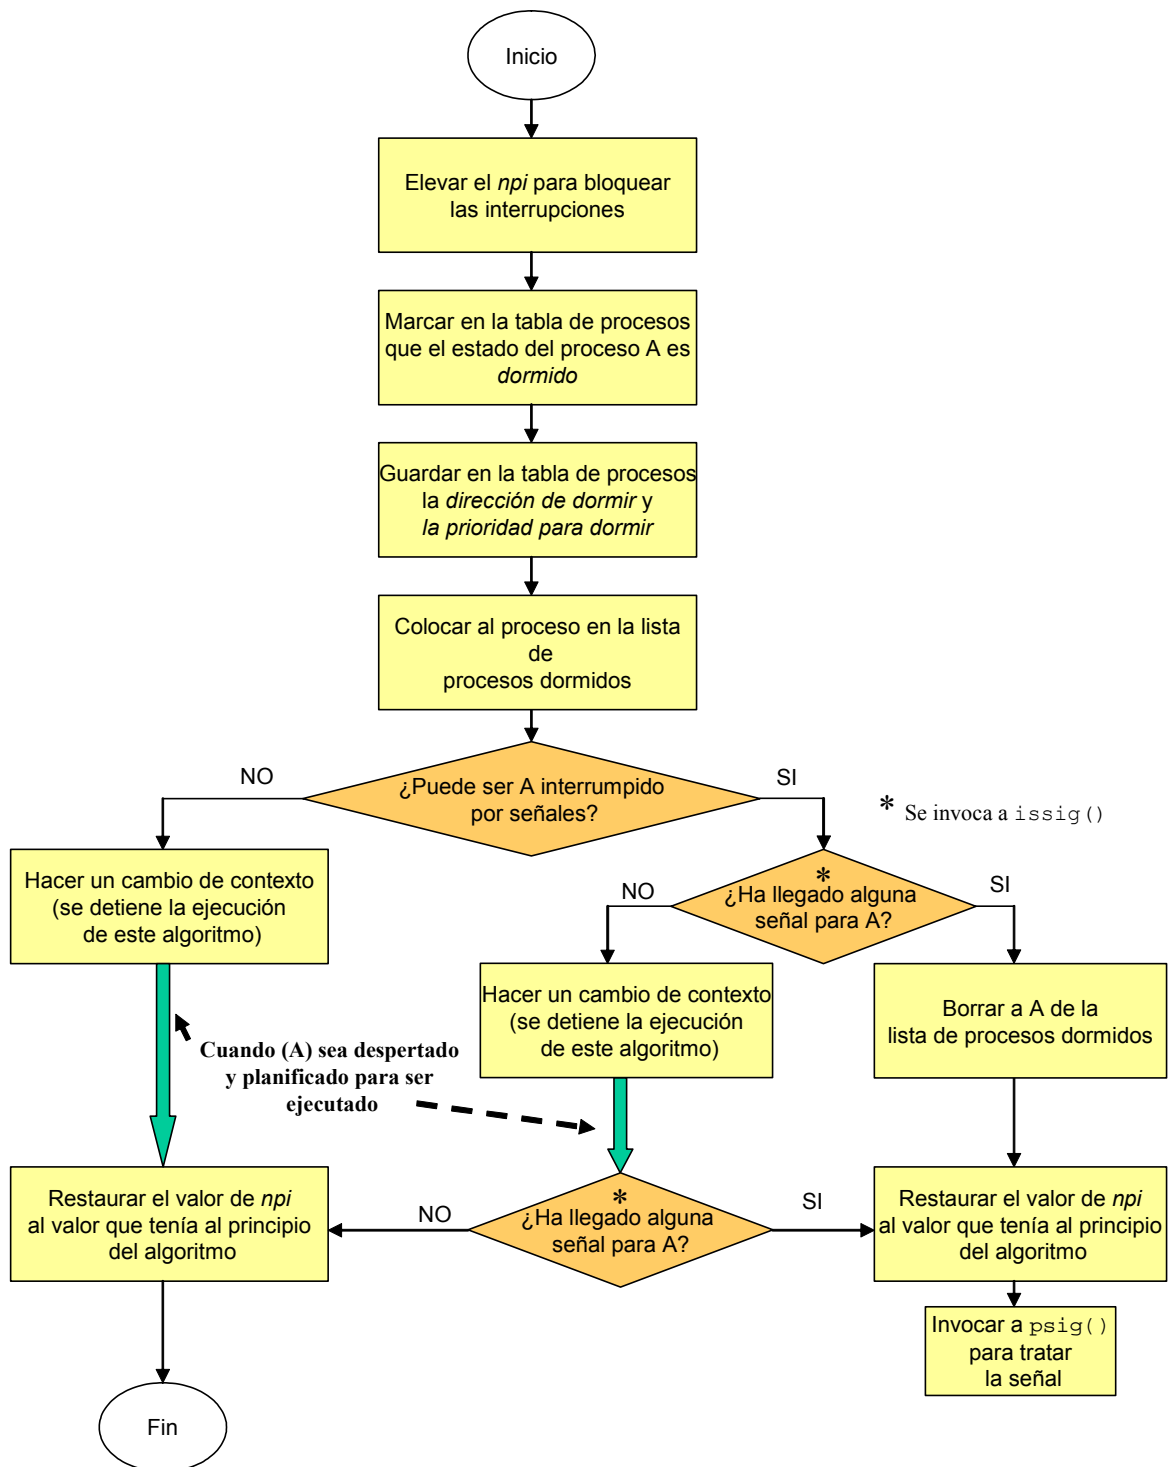 Inicio
Elevar el npi para bloquear
las interrupciones
Marcar en la tabla de procesos
que el estado del proceso A es
dormido
Guardar en la tabla de procesos
la dirección de dormir y
la prioridad para dormir
Colocar al proceso en la lista
de
procesos dormidos
¿Puede ser A interrumpido
por señales?
NO
SI
* Se invoca a issig()
Hacer un cambio de contexto
(se detiene la ejecución
de este algoritmo)
*
¿Ha llegado alguna
señal para A?
NO
SI
Hacer un cambio de contexto
(se detiene la ejecución
de este algoritmo)
Borrar a A de la
lista de procesos dormidos
Cuando (A) sea despertado
y planificado para ser
ejecutado
Restaurar el valor de npi
al valor que tenía al principio
del algoritmo
NO
*
¿Ha llegado alguna
señal para A?
SI
Restaurar el valor de npi
al valor que tenía al principio
del algoritmo
Invocar a psig()
para tratar
la señal
Fin